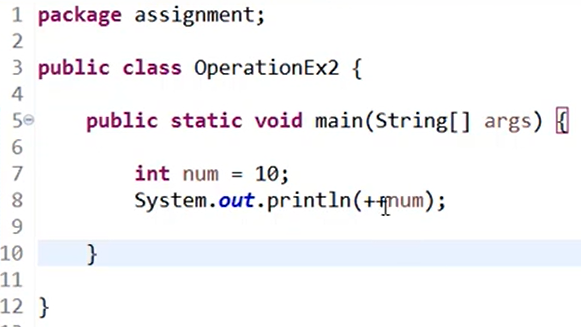 1 package assignment;
2
3 public class OperationEx2 {
4
5 public static void main(String[] args) {
6
7 int num = 10;
8 System.out.println(++num);
9
10 }
11
12 }